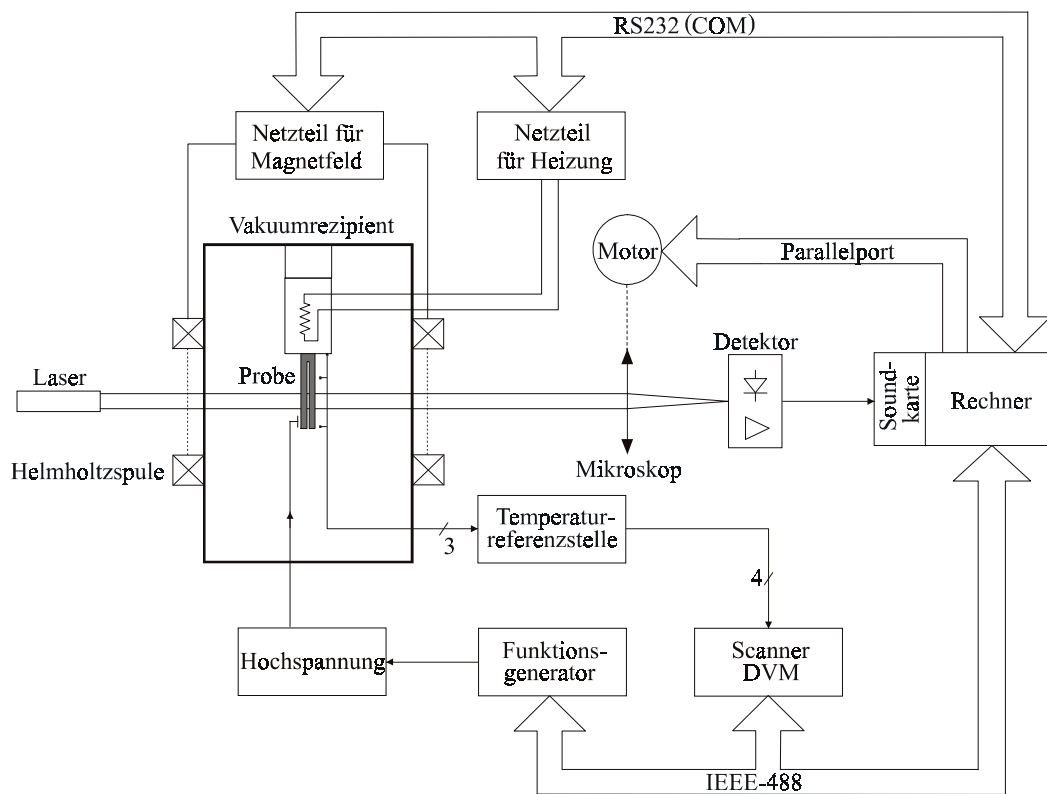 RS232 (COM)
Netzteil für
Magnetfeld
Netzteil
für Heizung
Vakuumrezipient
Motor
Parallelport
Detektor
Laser
Probe
Sound-
karte
Rechner
Helmholtzspule
Mikroskop
Temperatur-
referenzstelle
3
4
Hochspannung
Funktions-
generator
Scanner
DVM
IEEE-488